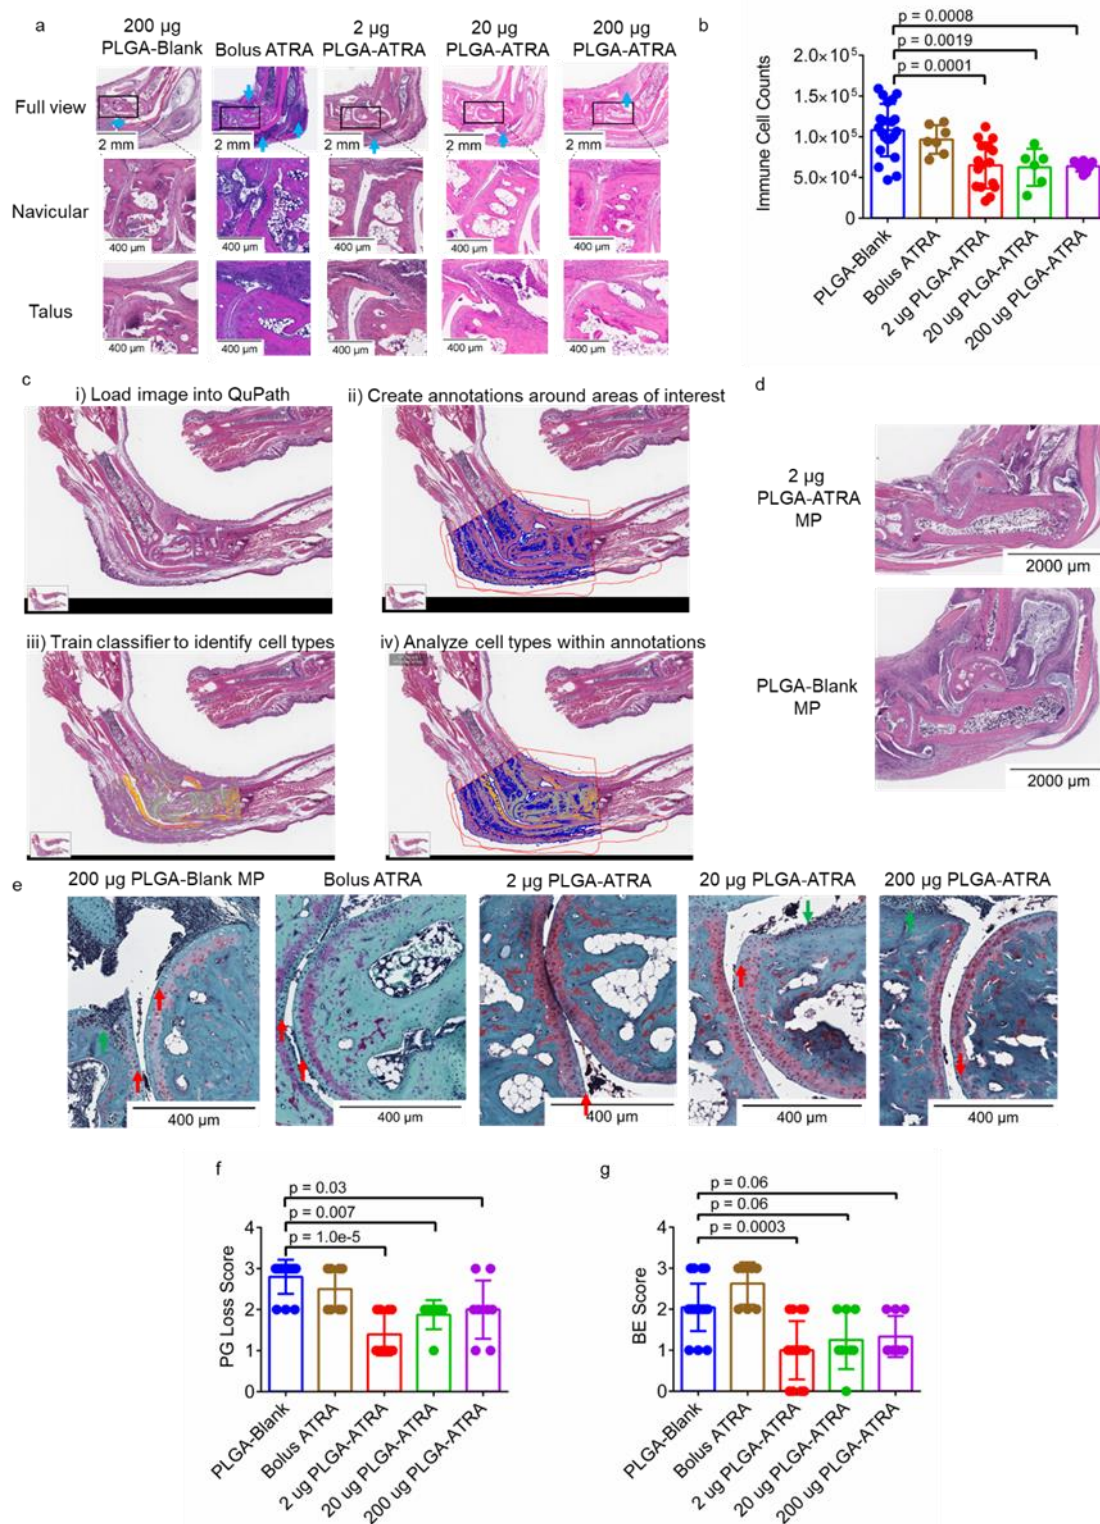 a
200 µg
PLGA-Blank
Bolus ATRA
2 µg
PLGA-ATRA
20 µg
PLGA-ATRA
200 µg
PLGA-ATRA
Full view
2 mm
2 mm
2 mm
2 mm
2 mm
Navicular
400 µm
400 µm
400 µm
400 µm
400 µm
Talus
400 µm
400 µm
400 µm
400 µm
400 µm
b
p = 0.0008
p = 0.0019
p = 0.0001
Immune Cell Counts
2.0×10⁵
1.5×10⁵
1.0×10⁵
5.0×10⁴
0
PLGA-Blank
Bolus ATRA
2 ug PLGA-ATRA
20 ug PLGA-ATRA
200 ug PLGA-ATRA
c
i) Load image into QuPath
ii) Create annotations around areas of interest
iii) Train classifier to identify cell types
iv) Analyze cell types within annotations
d
2 µg
PLGA-ATRA
MP
2000 µm
PLGA-Blank
MP
2000 µm
e
200 µg PLGA-Blank MP
Bolus ATRA
2 µg PLGA-ATRA
20 µg PLGA-ATRA
200 µg PLGA-ATRA
400 µm
400 µm
400 µm
400 µm
400 µm
f
p = 0.03
p = 0.007
p = 1.0e-5
PG Loss Score
4
3
2
1
0
PLGA-Blank
Bolus ATRA
2 ug PLGA-ATRA
20 ug PLGA-ATRA
200 ug PLGA-ATRA
g
p = 0.06
p = 0.06
p = 0.0003
BE Score
4
3
2
1
0
PLGA-Blank
Bolus ATRA
2 ug PLGA-ATRA
20 ug PLGA-ATRA
200 ug PLGA-ATRA